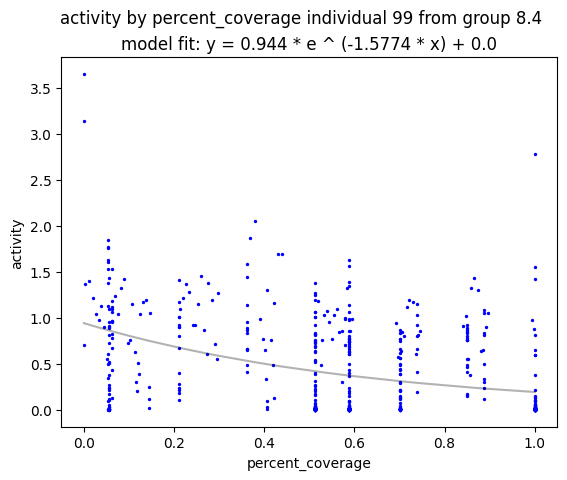 activity by percent_coverage individual 99 from group 8.4
model fit: y = 0.944 * e ^ (-1.5774 * x) + 0.0
3.5
3.0
2.5
2.0
1.5
1.0
0.5
0.0
activity
0.0 0.2 0.4 0.6 0.8 1.0
percent_coverage